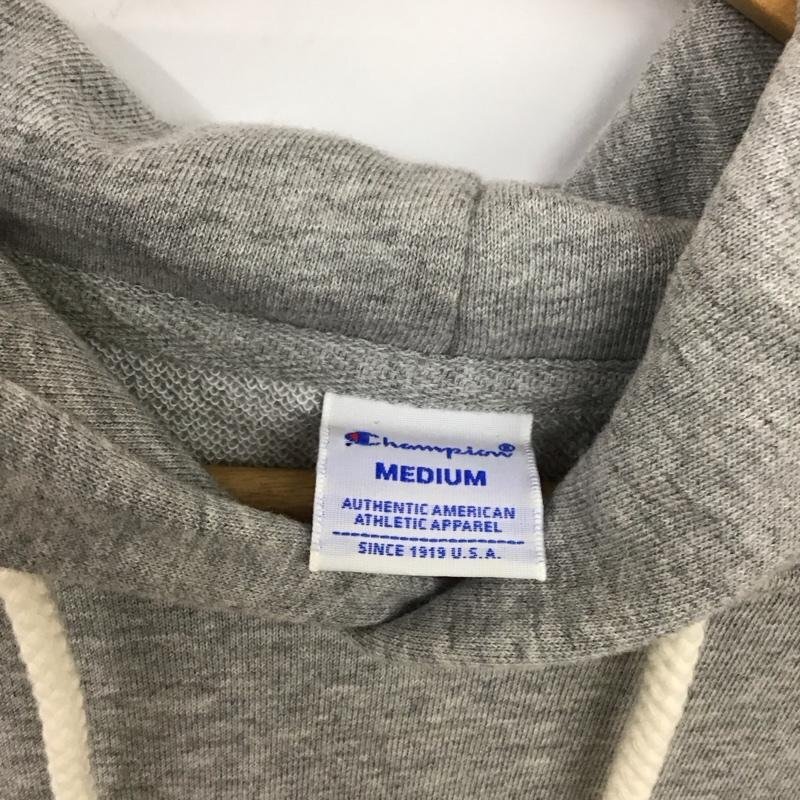 Champion®
MEDIUM
AUTHENTIC AMERICAN
ATHLETIC APPAREL
SINCE 1919 U.S.A.